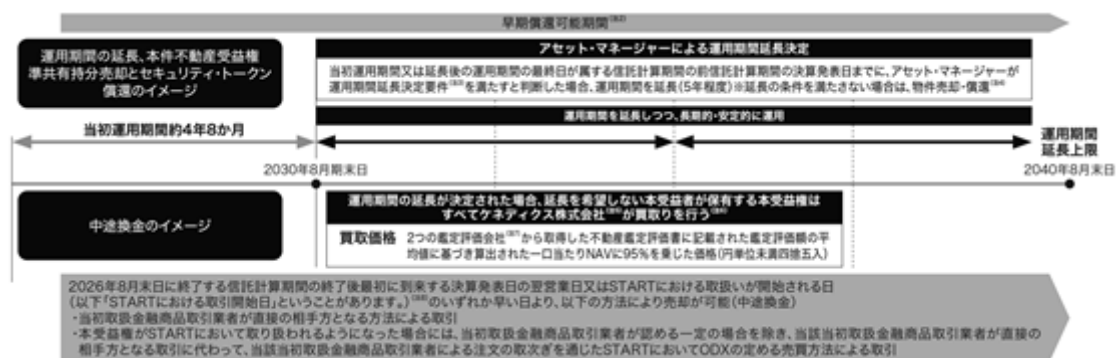 早期償還可能期間(注2)
運用期間の延長、本件不動産受益権
準共有持分売却とセキュリティ・トークン
償還のイメージ
アセット・マネージャーによる運用期間延長決定
当初運用期間又は延長後の運用期間の最終日が属する信託計算期間の前信託計算期間の決算発表日までに、アセット・マネージャーが
運用期間延長決定要件(注3)を満たすと判断した場合、運用期間を延長(5年程度)※延長の条件を満たさない場合は、物件売却・償還(注4)
運用期間を延長しつつ、長期的・安定的に運用
当初運用期間約4年8か月
運用期間
延長上限
2030年8月期末日
2040年8月末日
中途換金のイメージ
運用期間の延長が決定された場合、延長を希望しない本受益者が保有する本受益権は
すべてケネディクス株式会社(注5)が買取りを行う(注6)
買取価格 2つの鑑定評価会社(注7)から取得した不動産鑑定評価書に記載された鑑定評価額の平
均値に基づき算出された一口当たりNAVに95%を乗じた価格(円単位未満四捨五入)
2026年8月末日に終了する信託計算期間の終了後最初に到来する決算発表日の翌営業日又はSTARTにおける取扱いが開始される日
(以下「STARTにおける取引開始日」ということがあります。)(注8)のいずれか早い日より、以下の方法により売却が可能(中途換金)
・当初取扱金融商品取引業者が直接の相手方となる方法による取引
・本受益権がSTARTにおいて取り扱われるようになった場合には、当初取扱金融商品取引業者が認める一定の場合を除き、当該当初取扱金融商品取引業者が直接の
相手方となる取引に代わって、当該当初取扱金融商品取引業者による注文の取次ぎを通じたSTARTにおいてODXの定める売買方法による取引